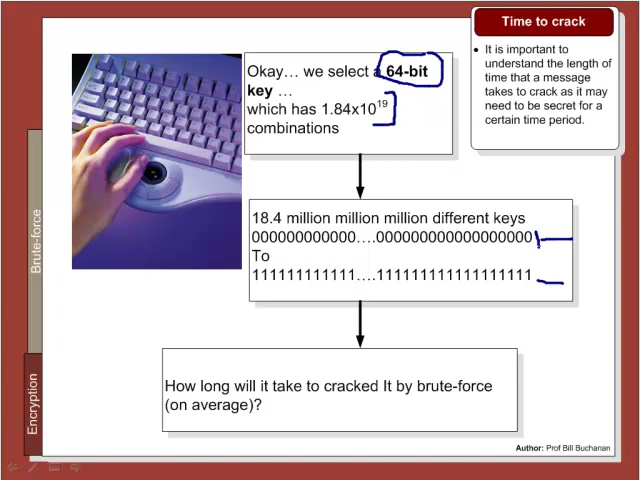 Time to crack
• It is important to
understand the length of
time that a message
takes to crack as it may
need to be secret for a
certain time period.
Okay… we select a 64-bit
key …
which has 1.84x10¹⁹
combinations
18.4 million million million different keys
000000000000….000000000000000000
To
111111111111….111111111111111111
How long will it take to cracked It by brute-force
(on average)?
Brute-force
Encryption
Author: Prof Bill Buchanan